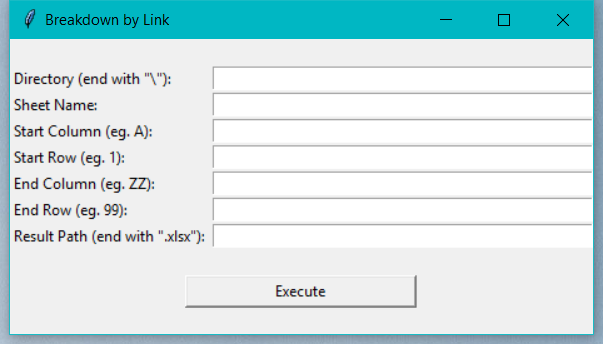 Breakdown by Link
Directory (end with "\"):
Sheet Name:
Start Column (eg. A):
Start Row (eg. 1):
End Column (eg. ZZ):
End Row (eg. 99):
Result Path (end with ".xlsx"):
Execute